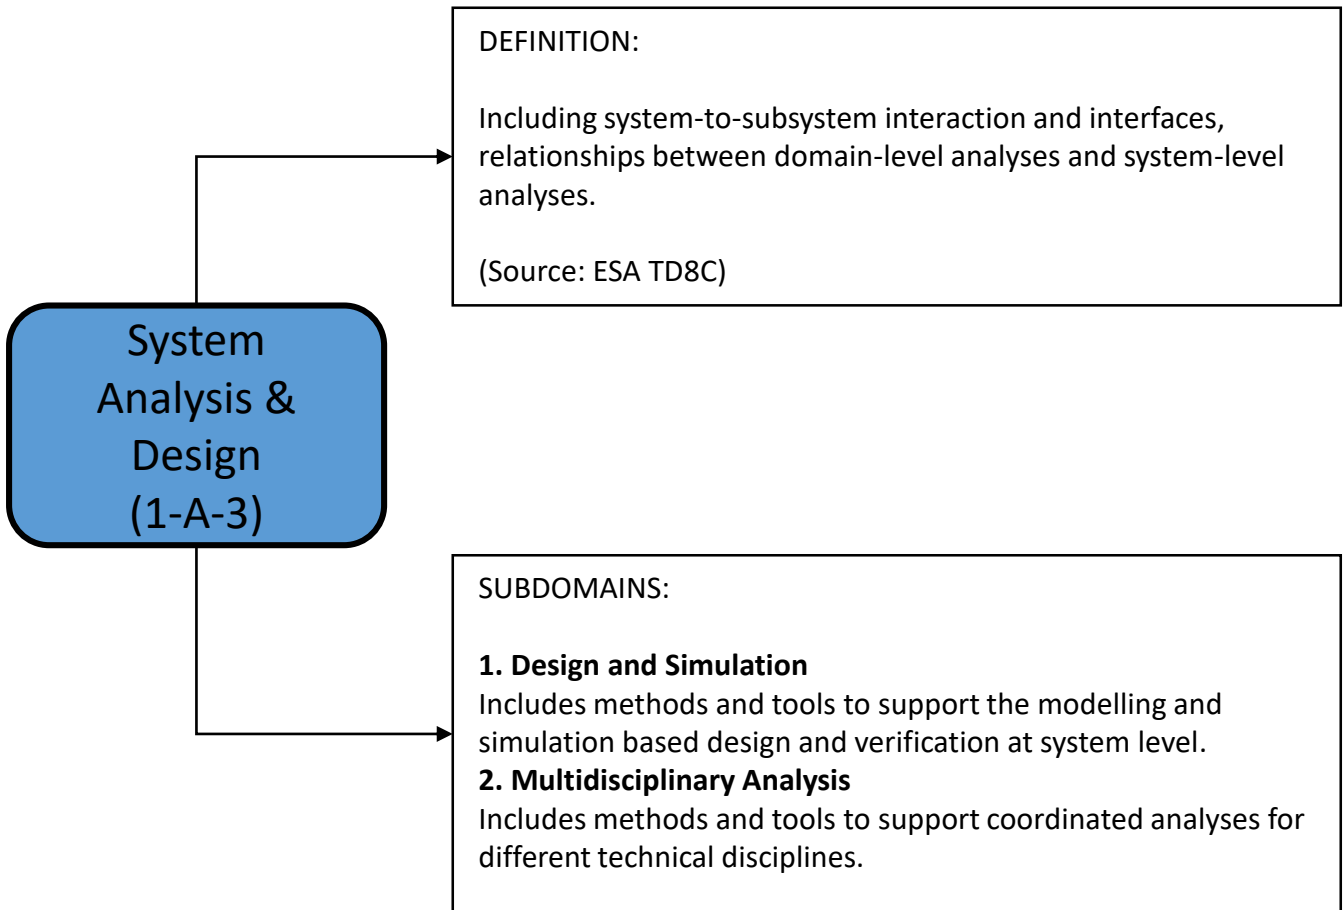 DEFINITION:
Including system-to-subsystem interaction and interfaces,
relationships between domain-level analyses and system-level
analyses.
(Source: ESA TD8C)
System
Analysis &
Design
(1-A-3)
SUBDOMAINS:
1. Design and Simulation
Includes methods and tools to support the modelling and
simulation based design and verification at system level.
2. Multidisciplinary Analysis
Includes methods and tools to support coordinated analyses for
different technical disciplines.